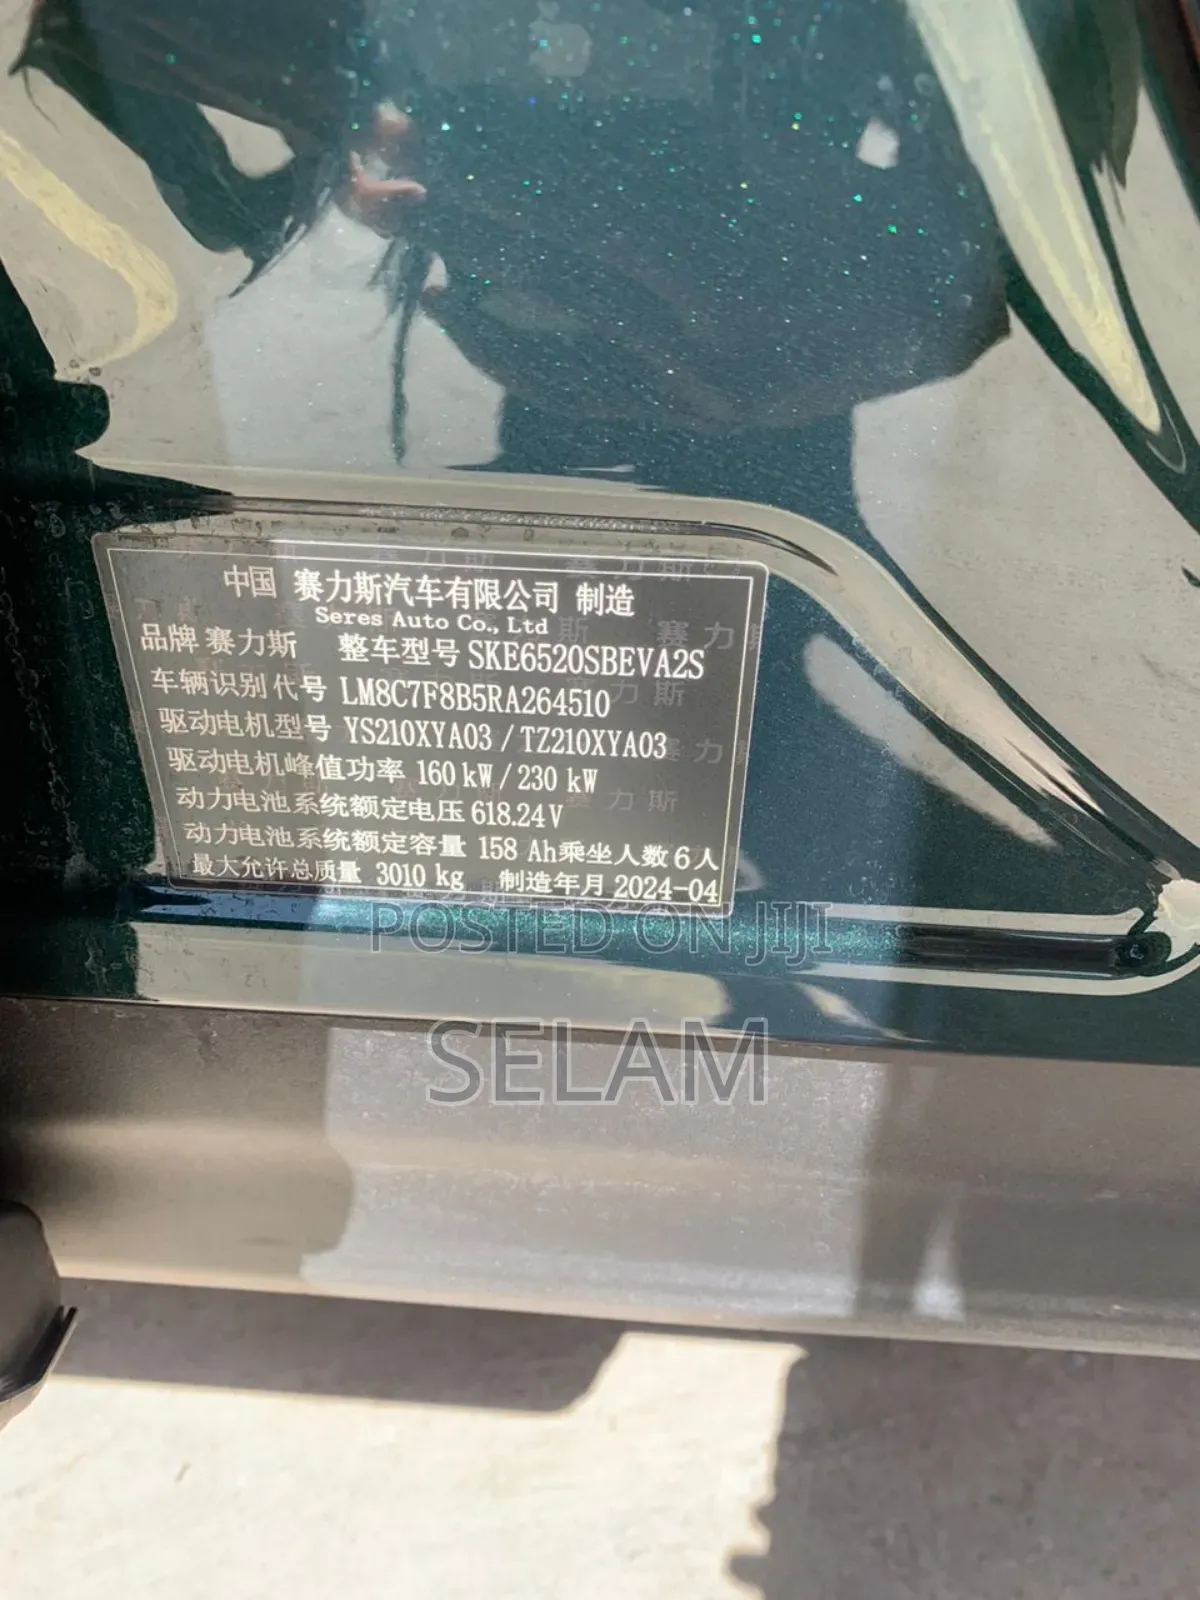 中国 赛力斯汽车有限公司 制造
Seres Auto Co., Ltd
品牌 赛力斯 整车型号 SKE6520SBEVA2S
车辆识别代号 LM8C7F8B5RA264510
驱动电机型号 YS210XYA03 / TZ210XYA03
驱动电机峰值功率 160 kW / 230 kW
动力电池系统额定电压 618.24V
动力电池系统额定容量 158 Ah 乘坐人数 6 人
最大允许总质量 3010 kg 制造年月 2024-04
POSTED ON JIJI
SELAM